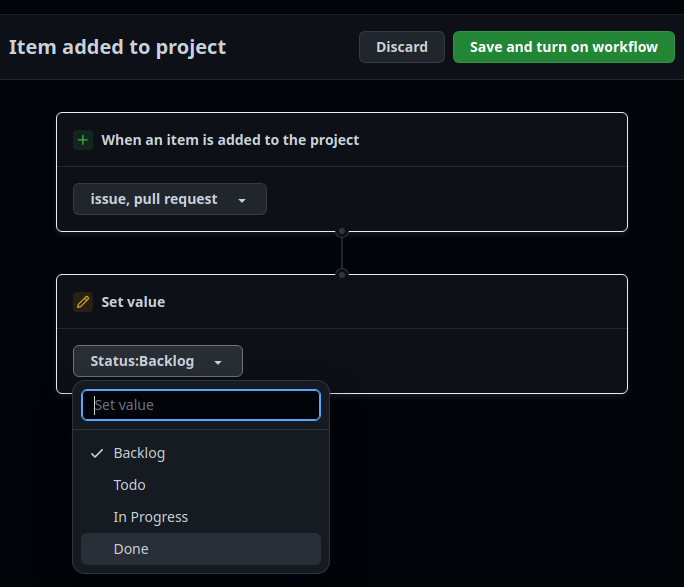 Item added to project
Discard
Save and turn on workflow
When an item is added to the project
issue, pull request
Set value
Status:Backlog
Set value
Backlog
Todo
In Progress
Done